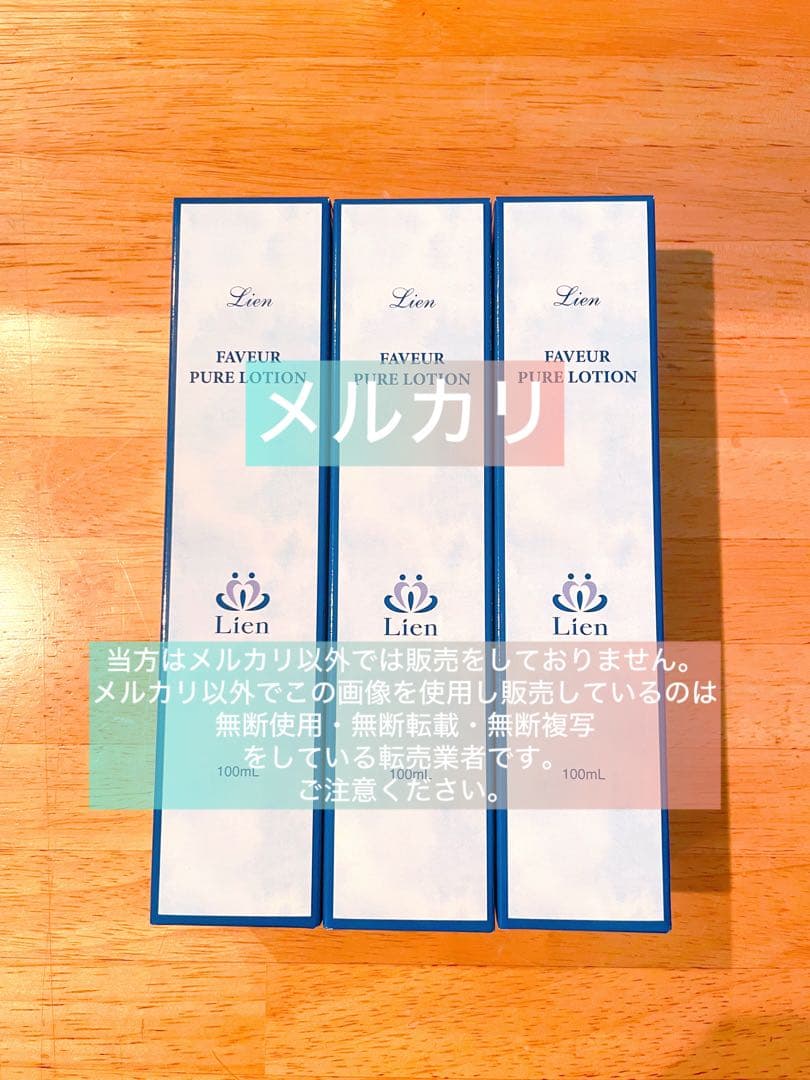 Lien
FAVEUR
PURE LOTION
Lien
FAVEUR
PURE LOTION
Lien
FAVEUR
PURE LOTION
メルカリ
Lien
Lien
Lien
当方はメルカリ以外では販売をしておりません。
メルカリ以外でこの画像を使用し販売しているのは
無断使用・無断転載・無断複写
をしている転売業者です。
ご注意ください。
100mL
100mL
100mL